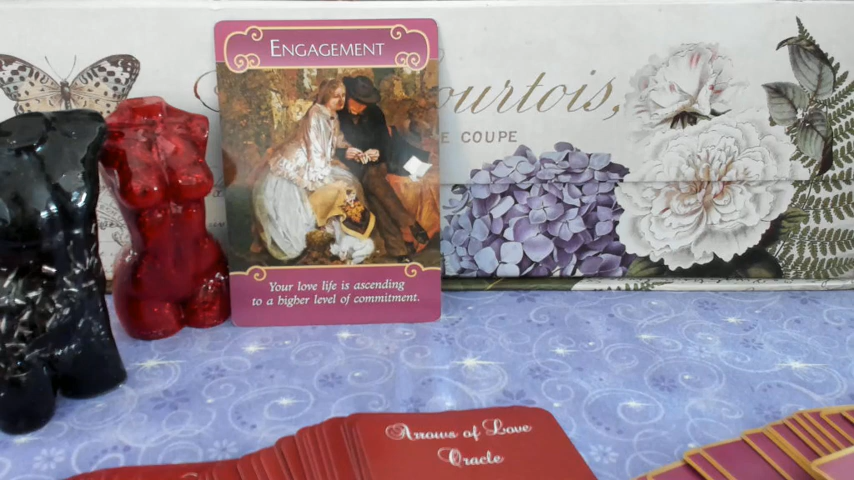 ENGAGEMENT
ourtois,
E COUPE
Your love life is ascending
to a higher level of commitment.
Arrows of Love
Oracle